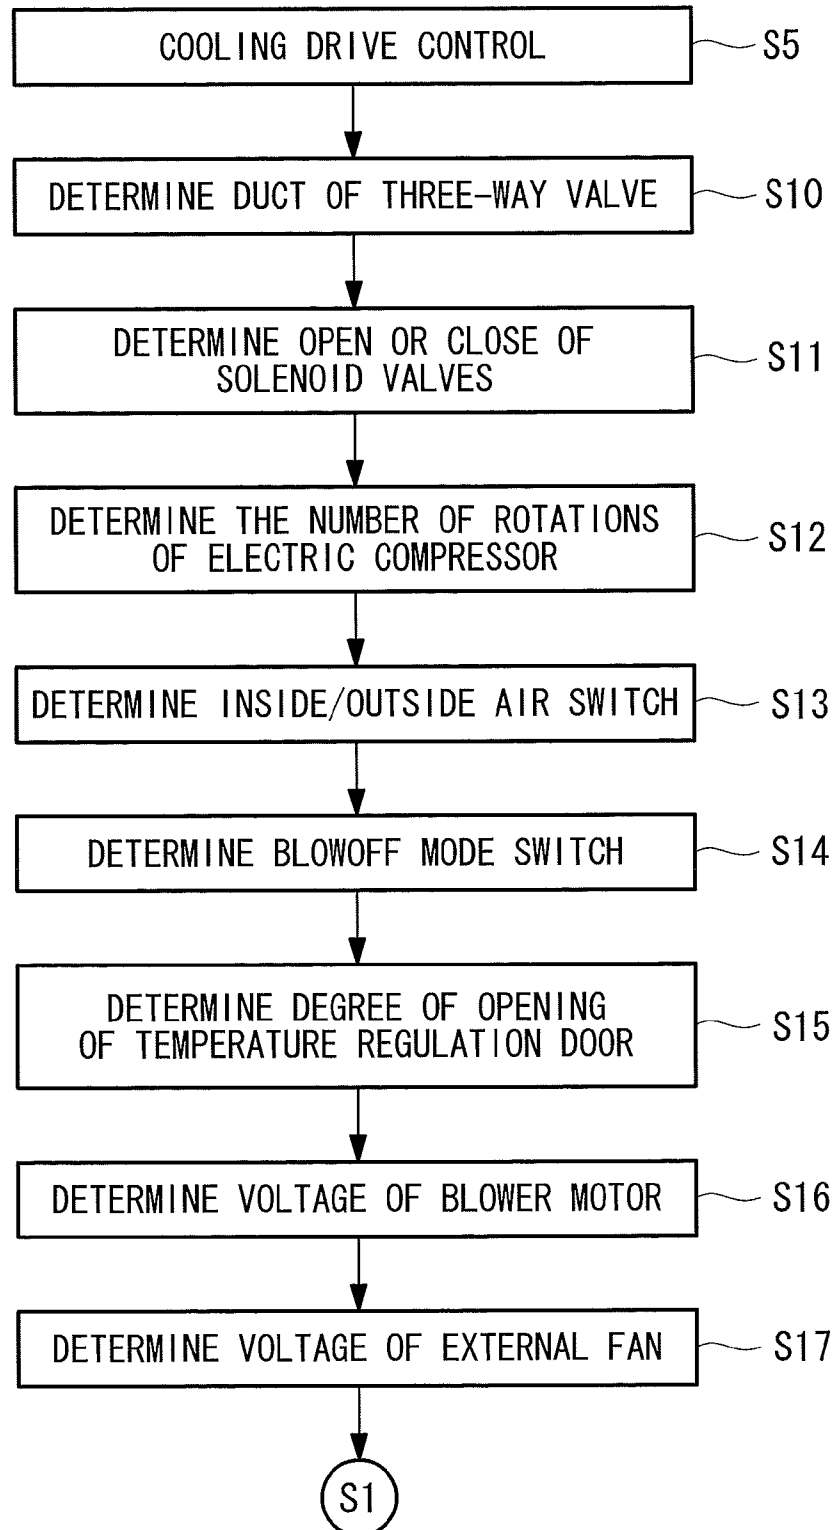 COOLING DRIVE CONTROL
S5
DETERMINE DUCT OF THREE-WAY VALVE
S10
DETERMINE OPEN OR CLOSE OF
SOLENOID VALVES
S11
DETERMINE THE NUMBER OF ROTATIONS
OF ELECTRIC COMPRESSOR
S12
DETERMINE INSIDE/OUTSIDE AIR SWITCH
S13
DETERMINE BLOWOFF MODE SWITCH
S14
DETERMINE DEGREE OF OPENING
OF TEMPERATURE REGULATION DOOR
S15
DETERMINE VOLTAGE OF BLOWER MOTOR
S16
DETERMINE VOLTAGE OF EXTERNAL FAN
S17
S1